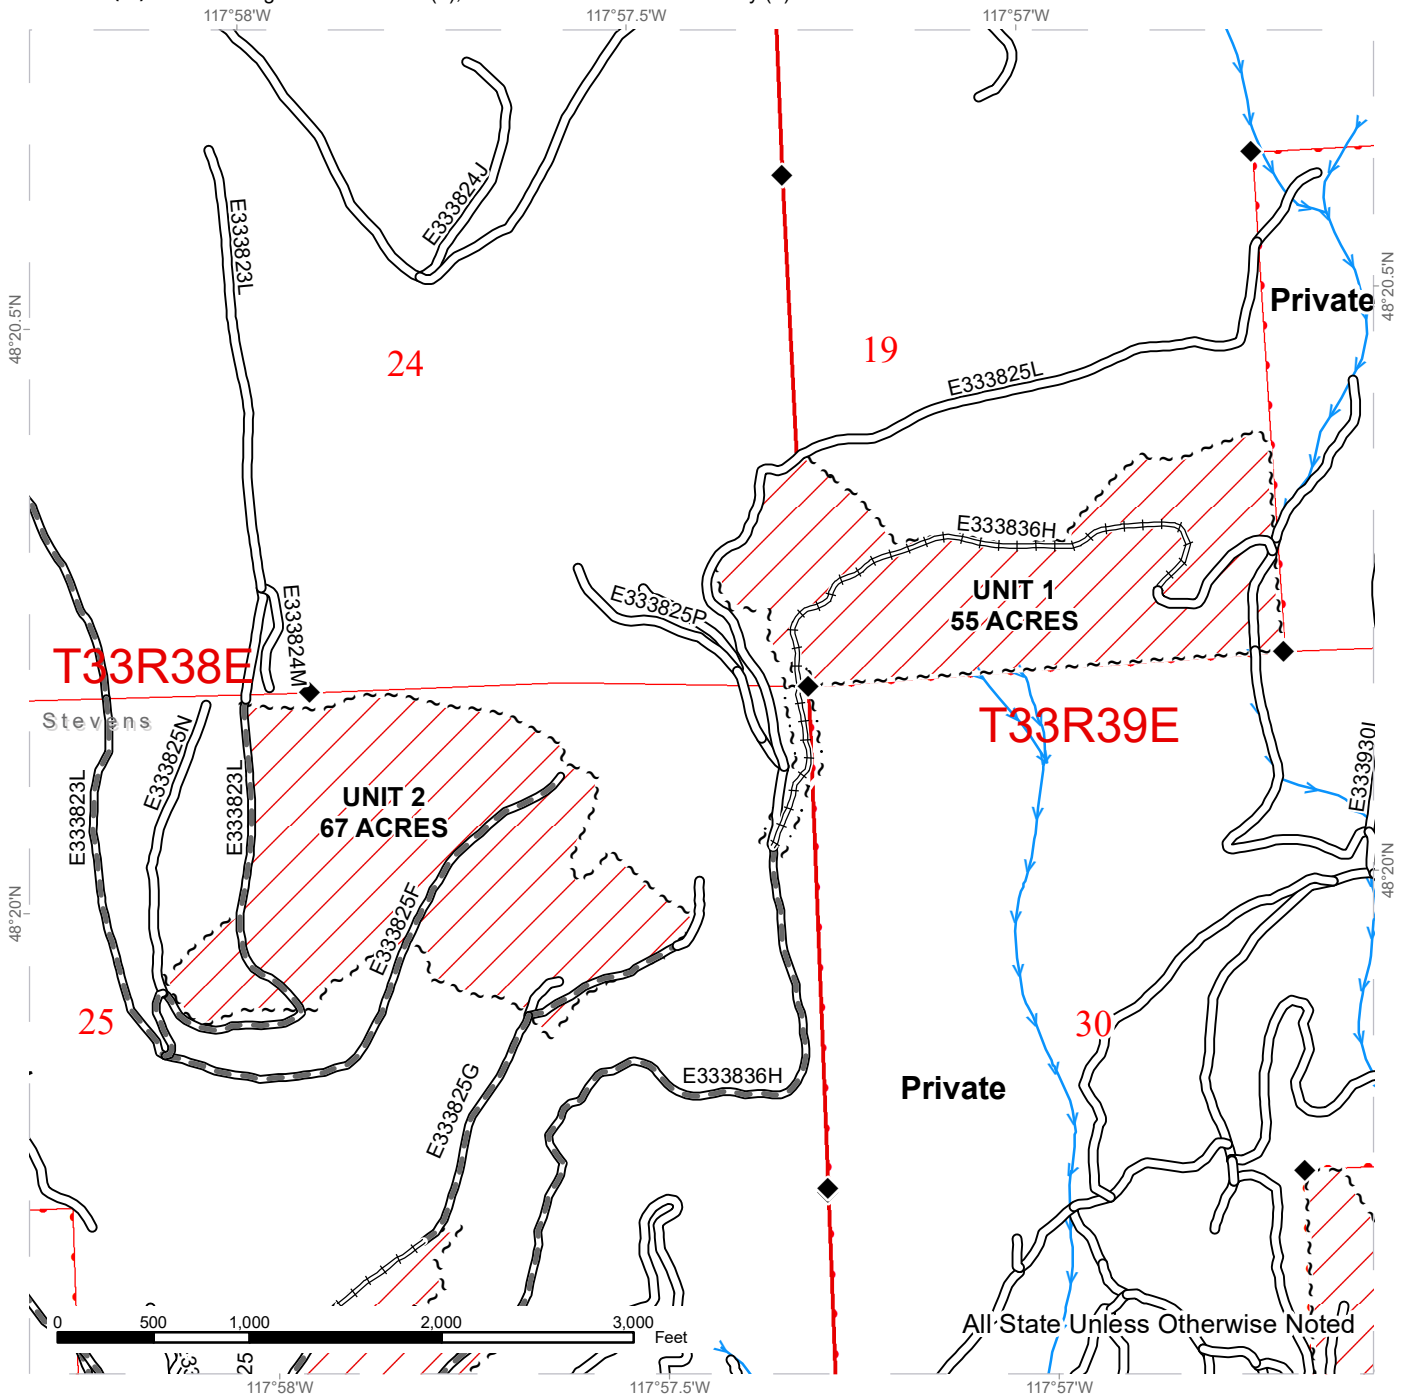 117°58'W
117°57.5'W
117°57'W
E333824J
E333823L
48°20.5'N
48°20.5'N
Private
24
19
E333825L
E333836H
E333824M
E333825P
UNIT 1
55 ACRES
T33R38E
Stevens
T33R39E
E333825N
E333930I
E333823L
E333823L
UNIT 2
67 ACRES
48°20'N
48°20'N
E333825F
25
30
E333825G
E333836H
Private
0
500
1,000
2,000
3,000
Feet
All State Unless Otherwise Noted
25
117°58'W
117°57.5'W
117°57'W